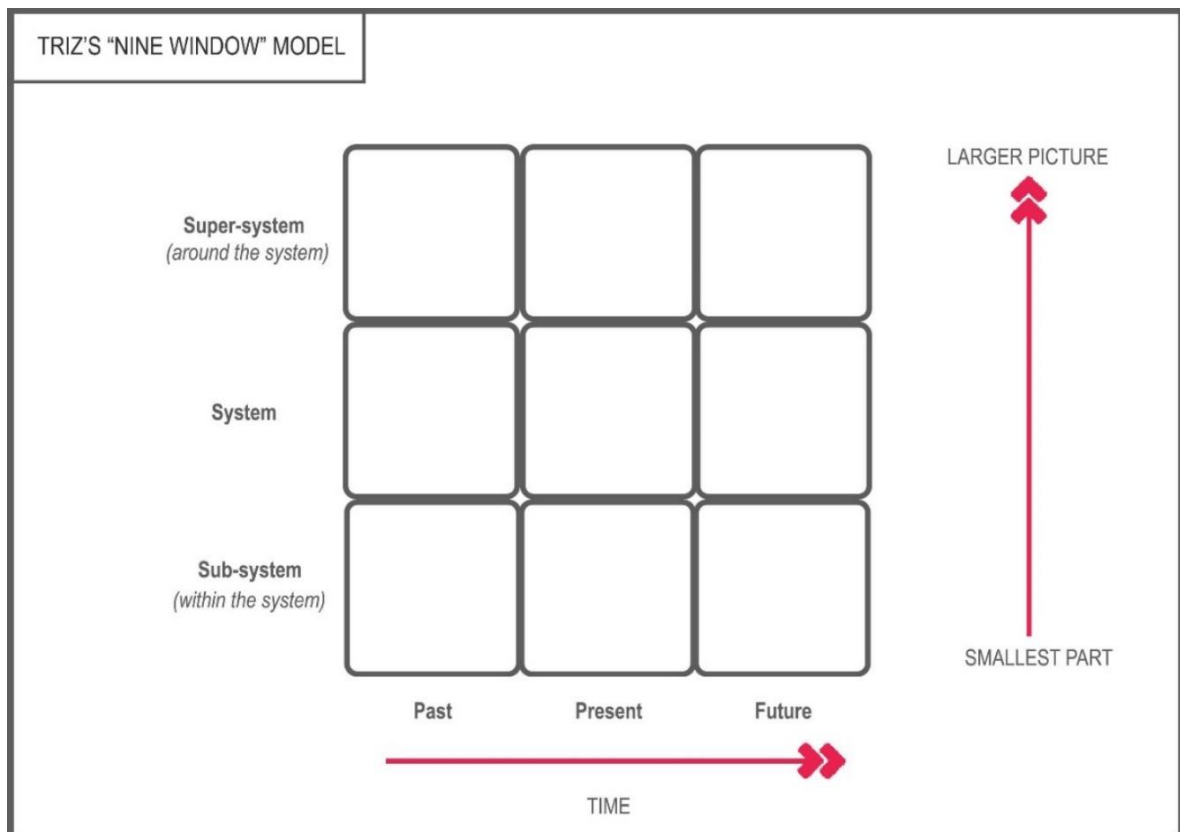 TRIZ'S "NINE WINDOW" MODEL
LARGER PICTURE
Super-system
(around the system)
System
Sub-system
(within the system)
SMALLEST PART
Past Present Future
TIME